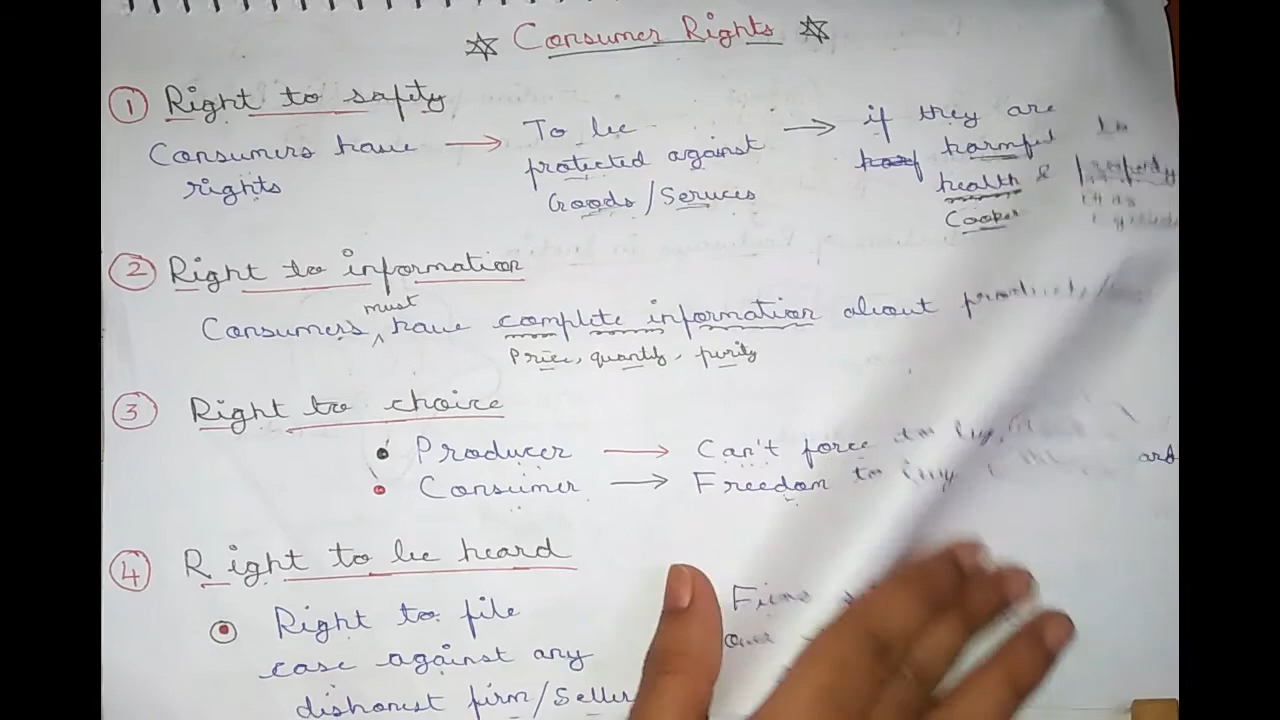 ☆ Consumer Rights ☆
① Right to safety
Consumers have → To be → if they are
rights protected against harmful
Goods/Services health &
Cooker
② Right to information
must
Consumers ^ have complete information about
Price, quantity, purity
③ Right to choice
• Producer → Can't force to
• Consumer → Freedom to
④ Right to be heard
Right to file
case against any
dishonest firm/Seller